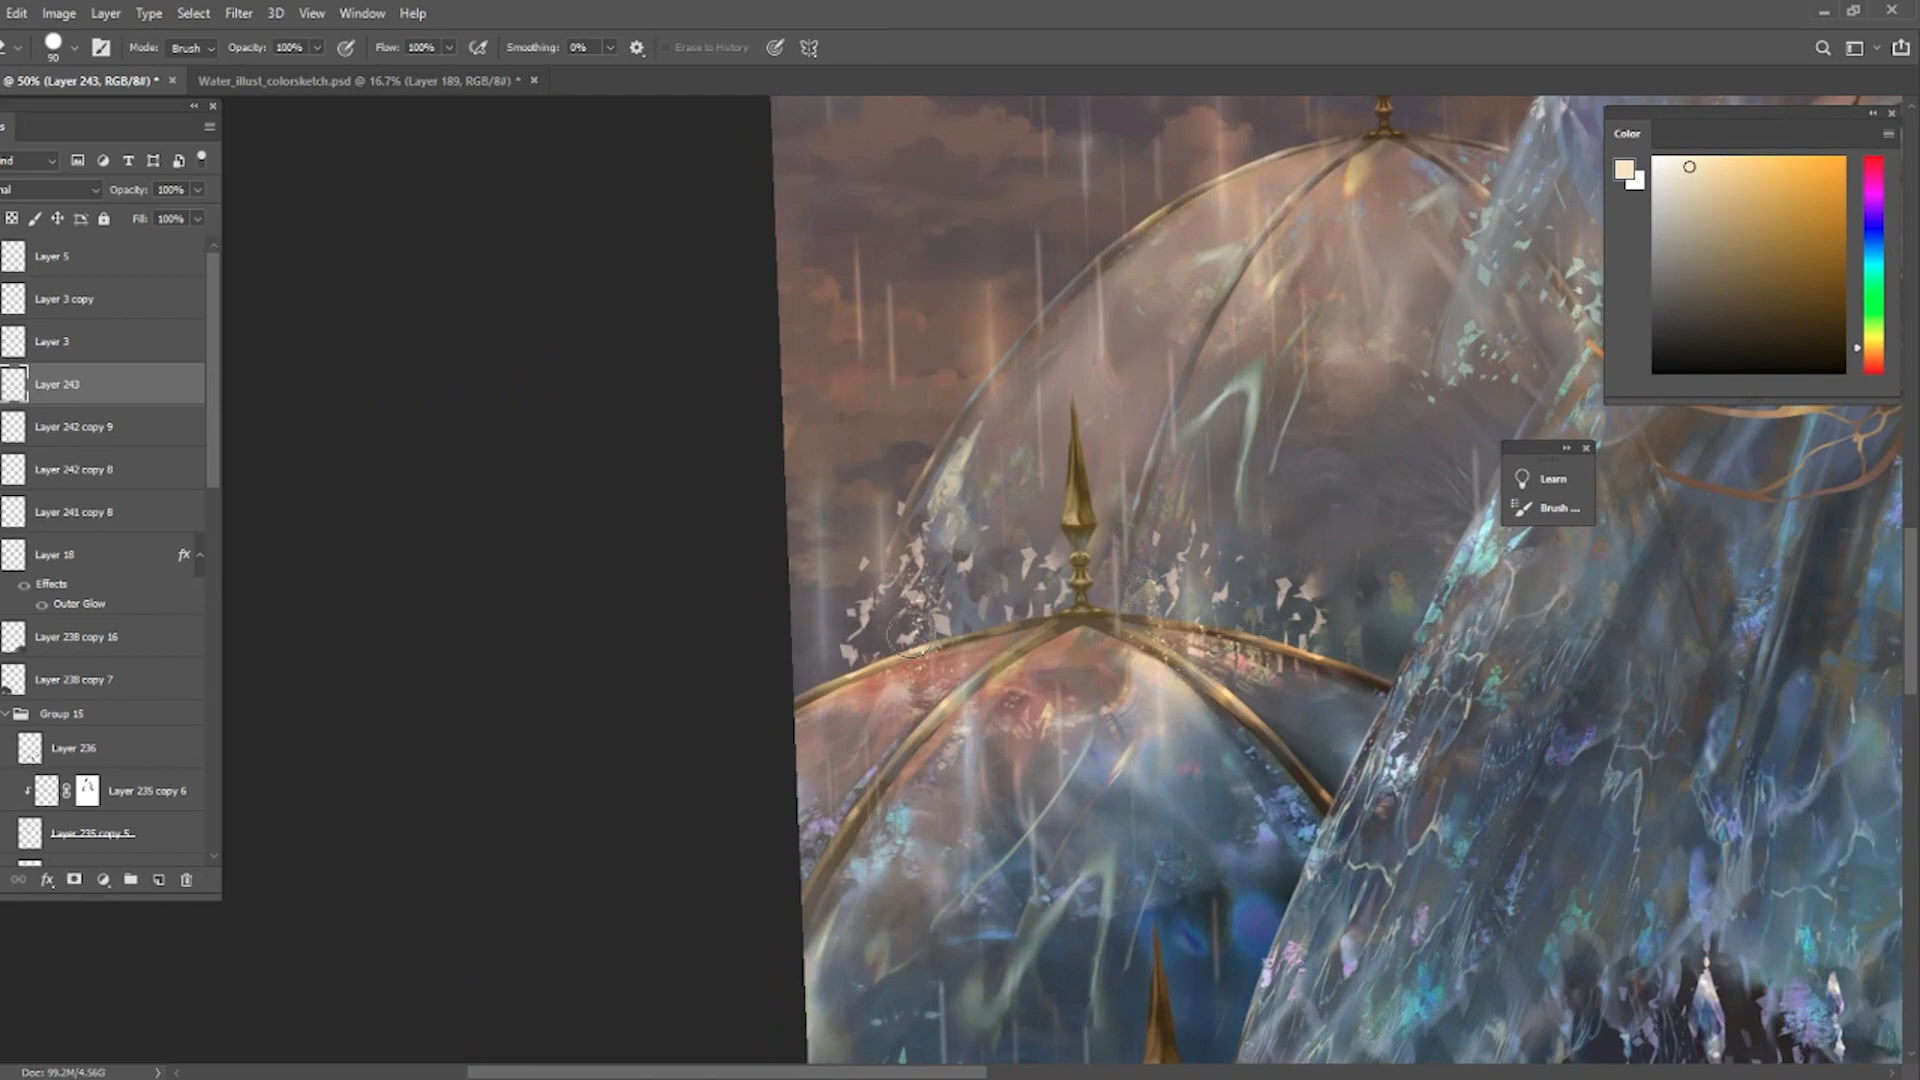 Edit Image Layer Type Select Filter 3D View Window Help
90 Mode: Brush Opacity: 100% Flow: 100% Smoothing: 0% Erase to History
@ 50% (Layer 243, RGB/8#) * Water_illust_colorsketch.psd @ 16.7% (Layer 189, RGB/8#) *
Opacity: 100%
Fill: 100%
Layer 5
Layer 3 copy
Layer 3
Layer 243
Layer 242 copy 9
Layer 242 copy 8
Layer 241 copy 8
Layer 18 fx
Effects
Outer Glow
Layer 238 copy 16
Layer 238 copy 7
Group 15
Layer 236
Layer 235 copy 6
Layer 235 copy 5
fx
Color
Learn
Brush ...
Doc: 99.2M/4.56G